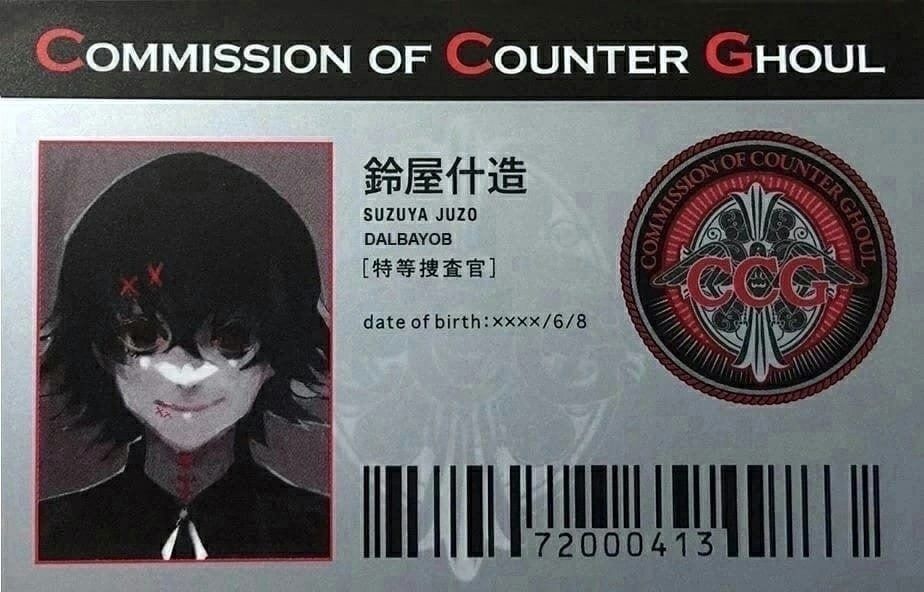 COMMISSION OF COUNTER GHOUL
鈴屋什造
SUZUYA JUZO
DALBAYOB
[特等捜査官]
date of birth:××××/6/8
COMMISSION OF COUNTER GHOUL
CCG
72000413